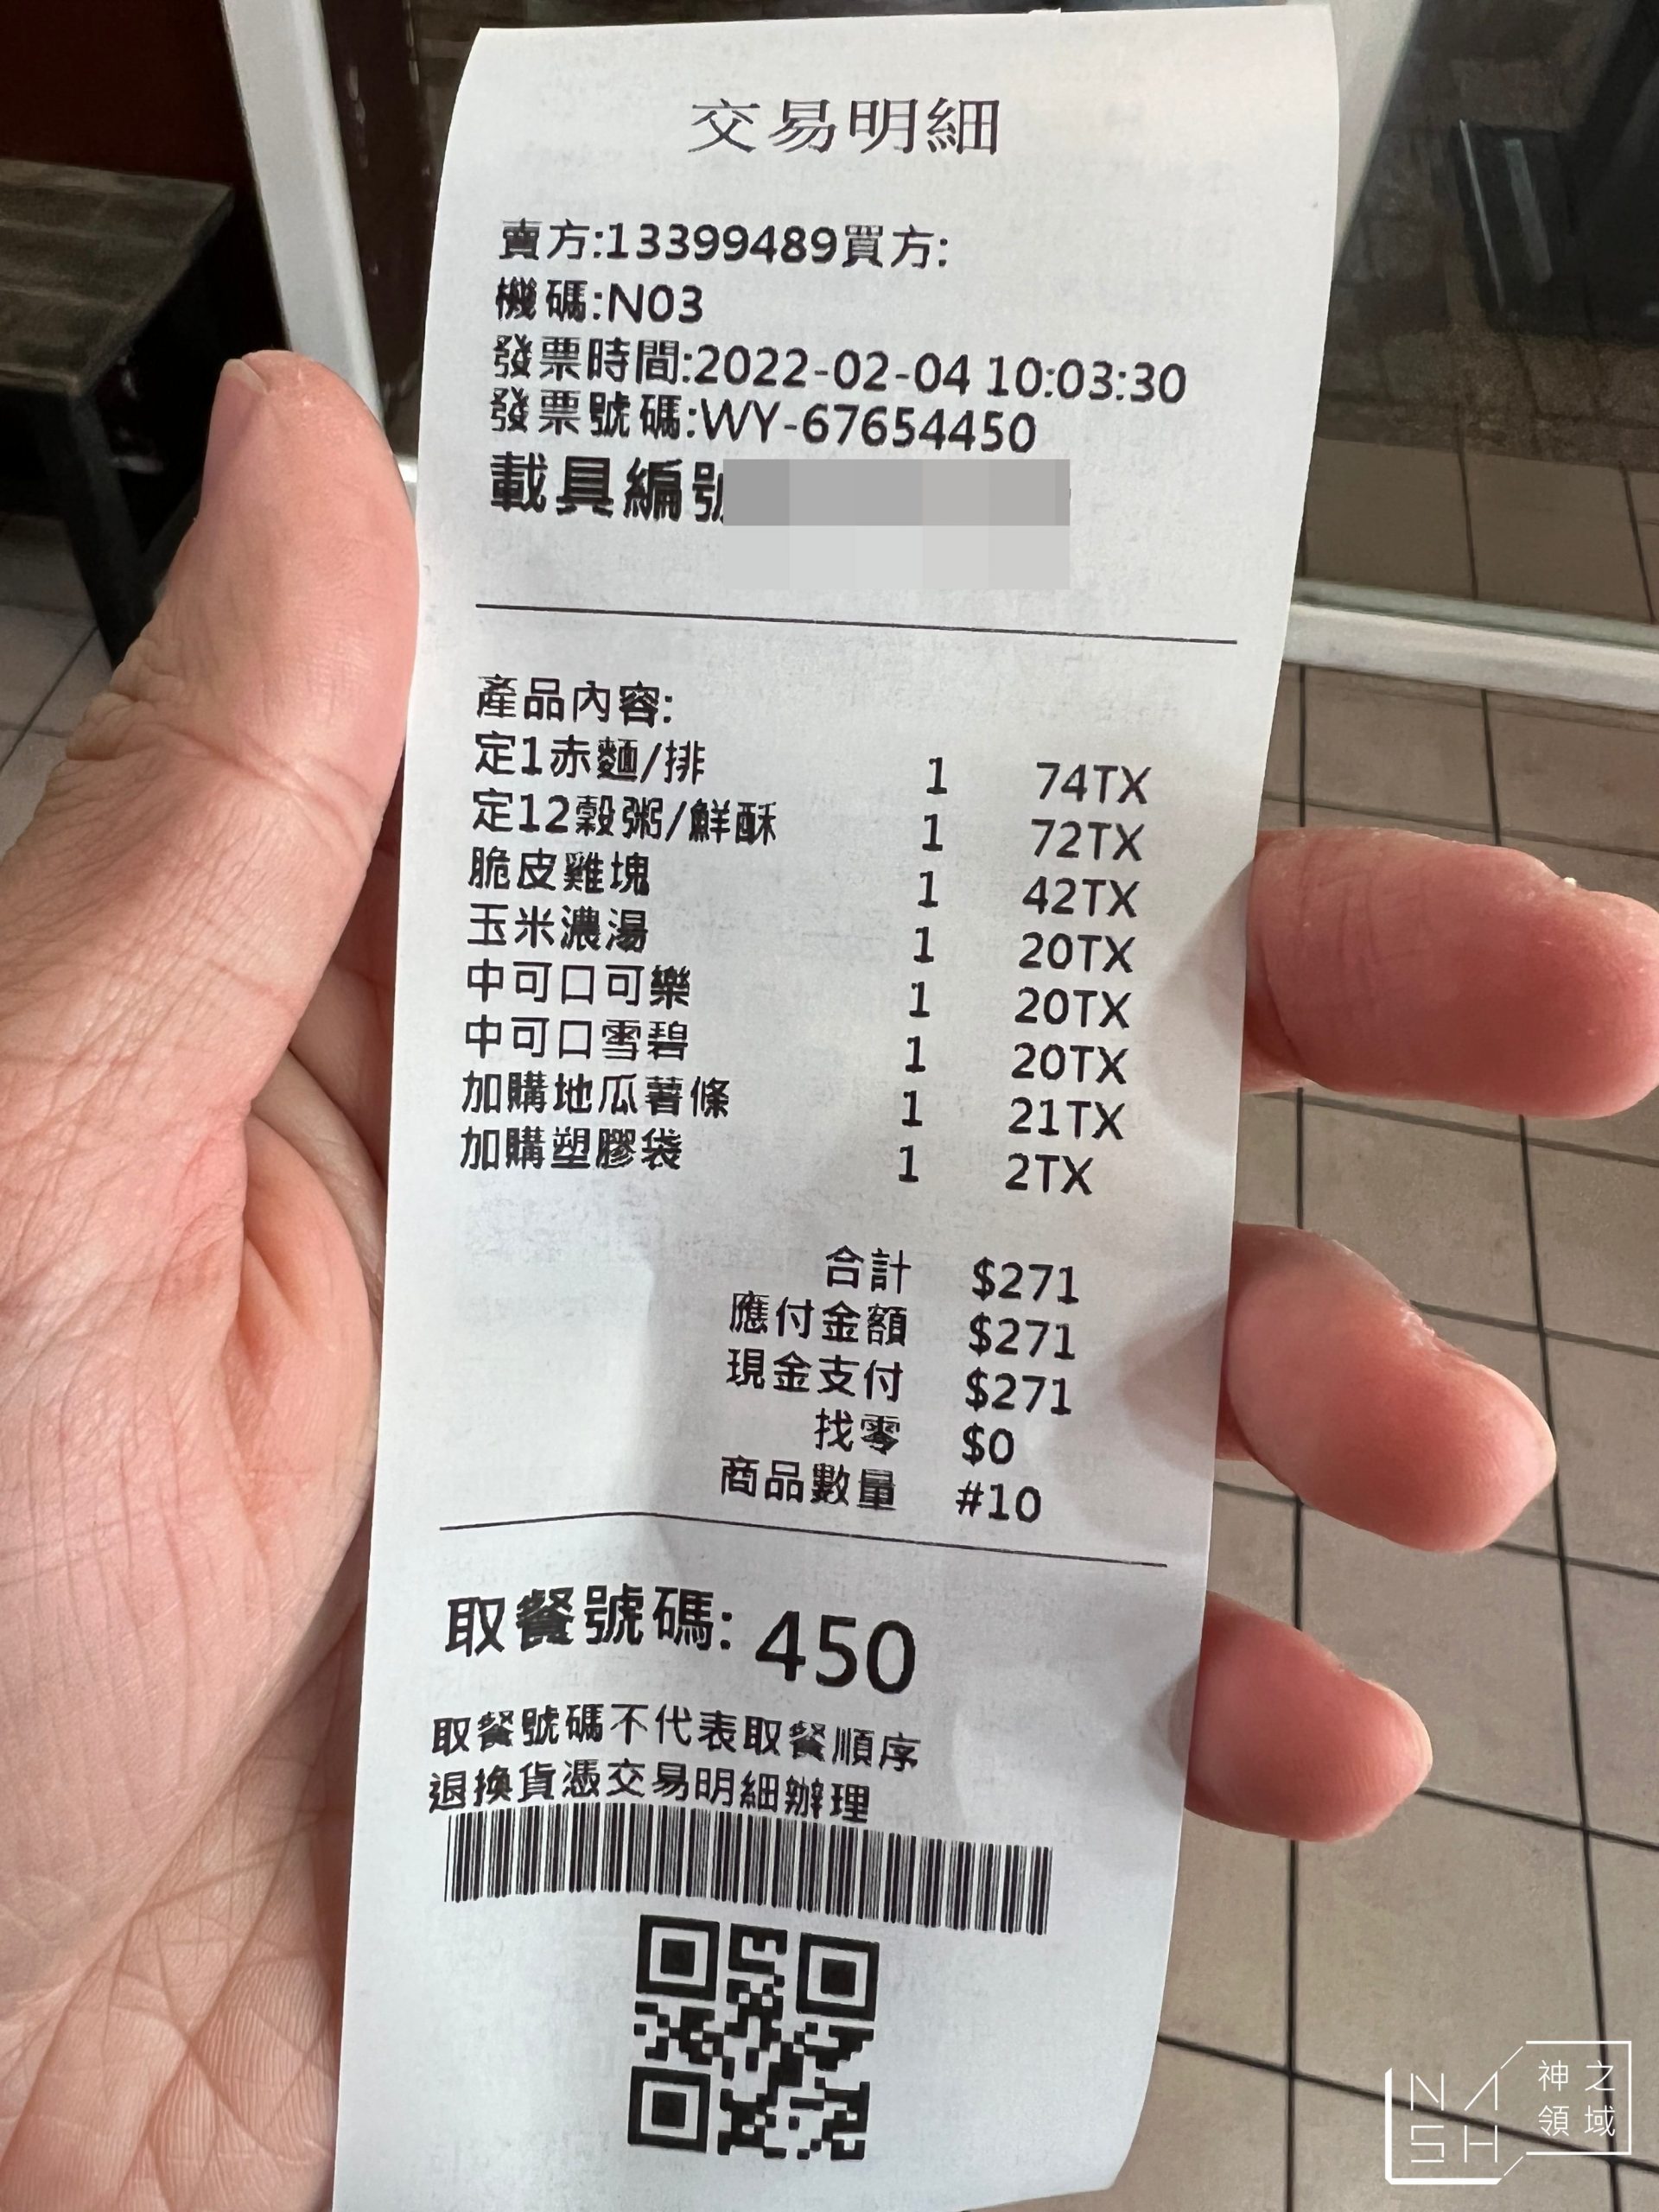 交易明細
賣方:13399489買方:
機碼:N03
發票時間:2022-02-04 10:03:30
發票號碼:WY-67654450
載具編號
產品內容:
定1赤麵/排 1 74TX
定12穀粥/鮮酥 1 72TX
脆皮雞塊 1 42TX
玉米濃湯 1 20TX
中可口可樂 1 20TX
中可口雪碧 1 20TX
加購地瓜薯條 1 21TX
加購塑膠袋 1 2TX
合計 $271
應付金額 $271
現金支付 $271
找零 $0
商品數量 #10
取餐號碼: 450
取餐號碼不代表取餐順序
退換貨憑交易明細辦理
NASH 神之領域